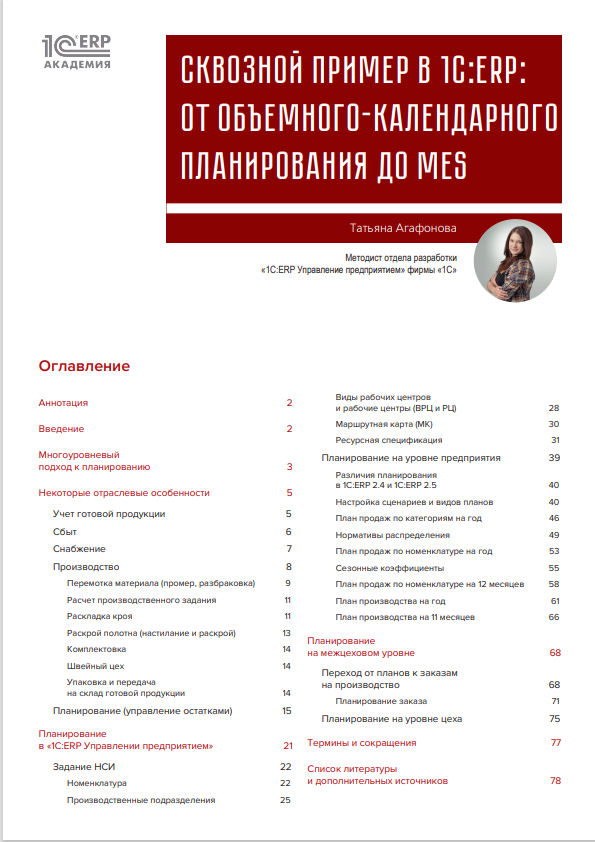 1С ERP
АКАДЕМИЯ
СКВОЗНОЙ ПРИМЕР В 1С:ERP:
ОТ ОБЪЕМНОГО-КАЛЕНДАРНОГО
ПЛАНИРОВАНИЯ ДО MES
Татьяна Агафонова
Методист отдела разработки
«1С:ERP Управление предприятием» фирмы «1С»
Оглавление
Аннотация 2
Введение 2
Многоуровневый
подход к планированию 3
Некоторые отраслевые особенности 5
Учет готовой продукции 5
Сбыт 6
Снабжение 7
Производство 8
Перемотка материала (промер, разбраковка) 9
Расчет производственного задания 11
Раскладка кроя 11
Раскрой полотна (настилание и раскрой) 13
Комплектовка 14
Швейный цех 14
Упаковка и передача
на склад готовой продукции 14
Планирование (управление остатками) 15
Планирование
в «1С:ERP Управлении предприятием» 21
Задание НСИ 22
Номенклатура 22
Производственные подразделения 25
Виды рабочих центров
и рабочие центры (ВРЦ и РЦ) 28
Маршрутная карта (МК) 30
Ресурсная спецификация 31
Планирование на уровне предприятия 39
Различия планирования
в 1С:ERP 2.4 и 1С:ERP 2.5 40
Настройка сценариев и видов планов 40
План продаж по категориям на год 46
Нормативы распределения 49
План продаж по номенклатуре на год 53
Сезонные коэффициенты 55
План продаж по номенклатуре на 12 месяцев 58
План производства на год 61
План производства на 11 месяцев 66
Планирование
на межцеховом уровне 68
Переход от планов к заказам
на производство 68
Планирование заказа 71
Планирование на уровне цеха 75
Термины и сокращения 77
Список литературы
и дополнительных источников 78